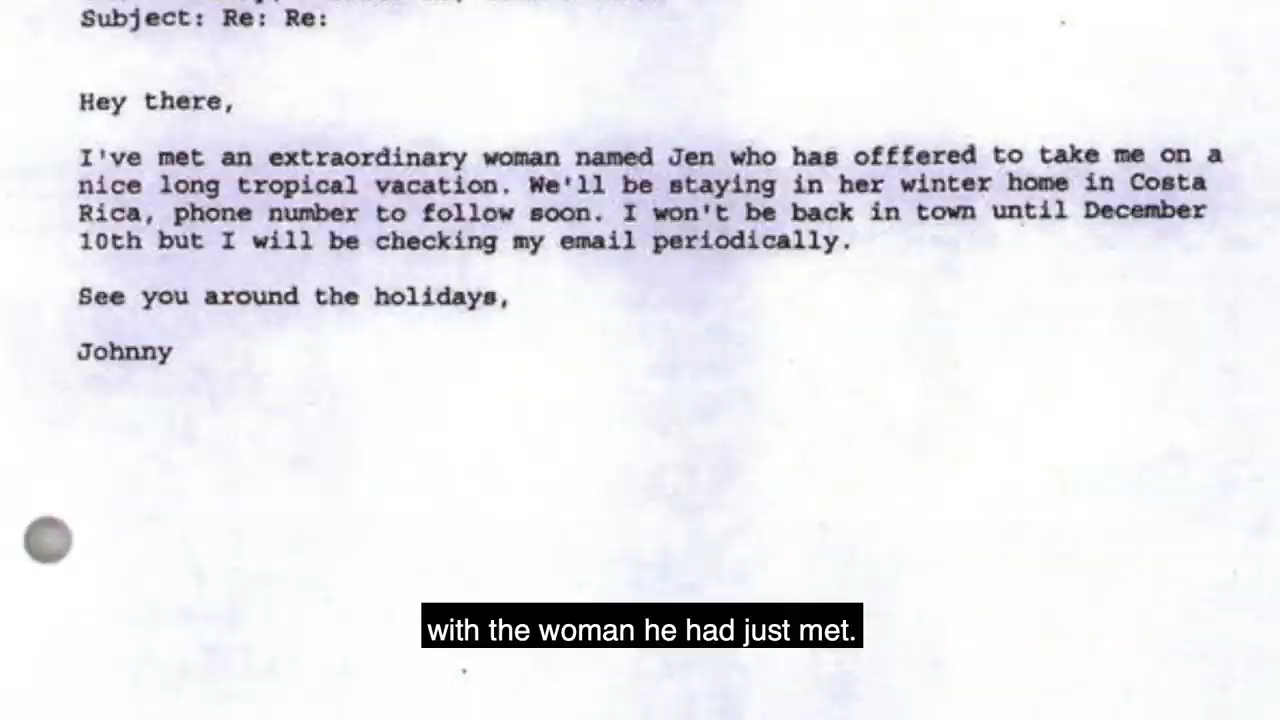 Subject: Re: Re:
Hey there,
I've met an extraordinary woman named Jen who has offfered to take me on a
nice long tropical vacation. We'll be staying in her winter home in Costa
Rica, phone number to follow soon. I won't be back in town until December
10th but I will be checking my email periodically.
See you around the holidays,
Johnny
with the woman he had just met.